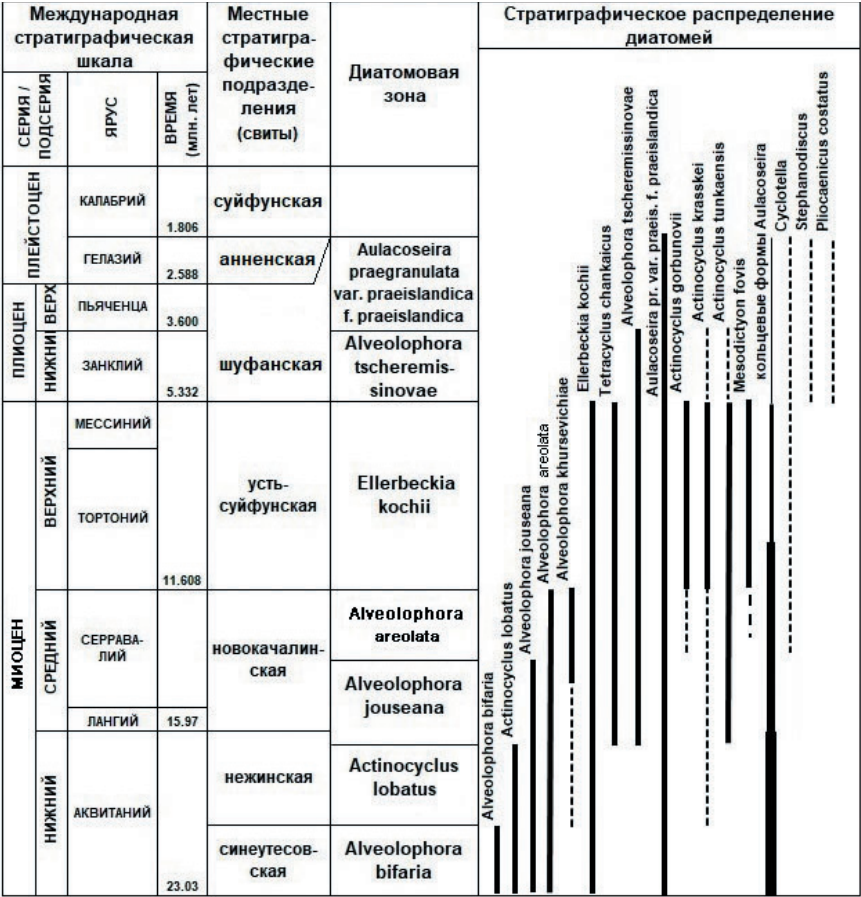 Международная
стратиграфическая
шкала
Местные
стратигра-
фические
подразде-
ления
(свиты)
Диатомовая
зона
Стратиграфическое распределение
диатомей
СЕРИЯ /
ПОДСЕРИЯ
ЯРУС
ВРЕМЯ
(млн. лет)
ПЛЕЙСТОЦЕН
КАЛАБРИЙ
1.806
суйфунская
ГЕЛАЗИЙ
2.588
анненская
Aulacoseira
praegranulata
var. praeislandica
f. praeislandica
ПЛИОЦЕН
ВЕРХ
ПЬЯЧЕНЦА
3.600
НИЖНИЙ
ЗАНКЛИЙ
5.332
шуфанская
Alveolophora
tscheremis-
sinovae
МИОЦЕН
ВЕРХНИЙ
МЕССИНИЙ
ТОРТОНИЙ
11.608
усть-
суйфунская
Ellerbeckia
kochii
СРЕДНИЙ
СЕРРАВА-
ЛИЙ
новокачалин-
ская
Alveolophora
areolata
Alveolophora
jouseana
ЛАНГИЙ
15.97
НИЖНИЙ
АКВИТАНИЙ
23.03
нежинская
Actinocyclus
lobatus
синеутесов-
ская
Alveolophora
bifaria
Alveolophora bifaria
Actinocyclus lobatus
Alveolophora jouseana
Alveolophora areolata
Alveolophora khursevichiae
Ellerbeckia kochii
Tetracyclus chankaicus
Alveolophora tscheremissinovae
Aulacoseira pr. var. praeis. f. praeislandica
Actinocyclus gorbunovii
Actinocyclus krasskei
Actinocyclus tunkaensis
Mesodictyon fovis
кольцевые формы Aulacoseira
Cyclotella
Stephanodiscus
Pliocaenicus costatus